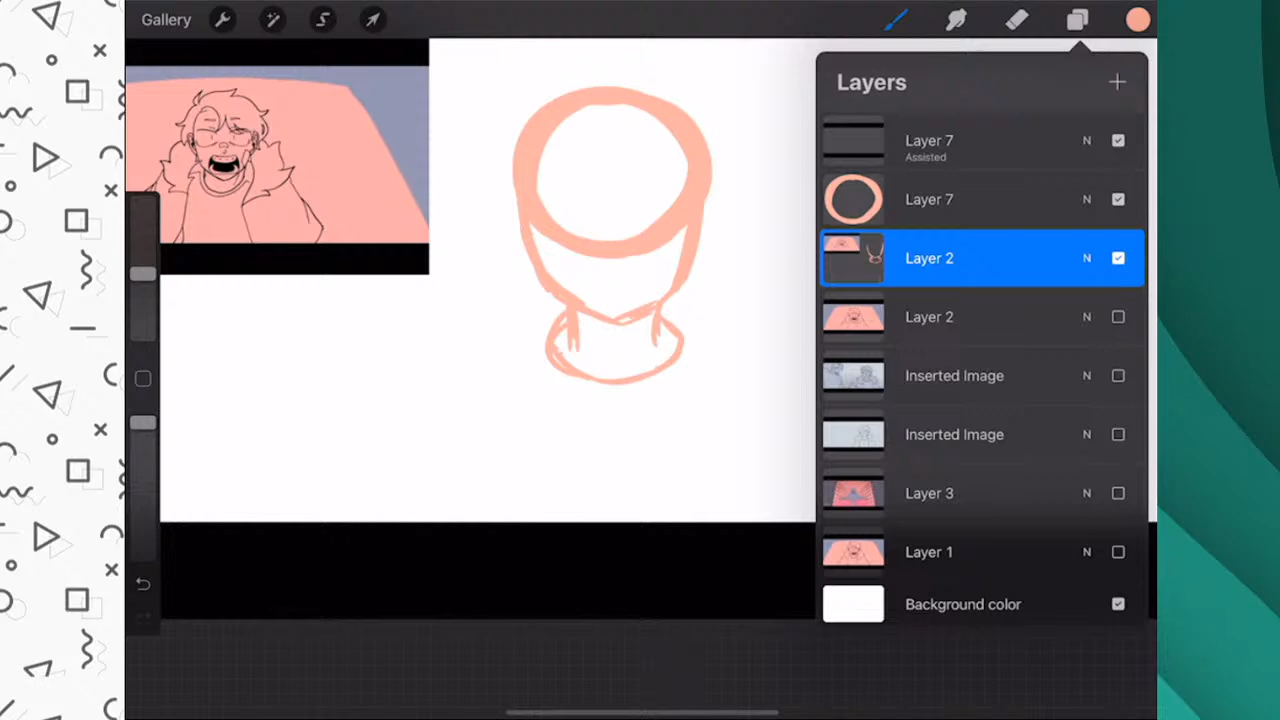 Gallery
Layers
Layer 7 N
Assisted
Layer 7 N
Layer 2 N
Layer 2 N
Inserted Image N
Inserted Image N
Layer 3 N
Layer 1 N
Background color